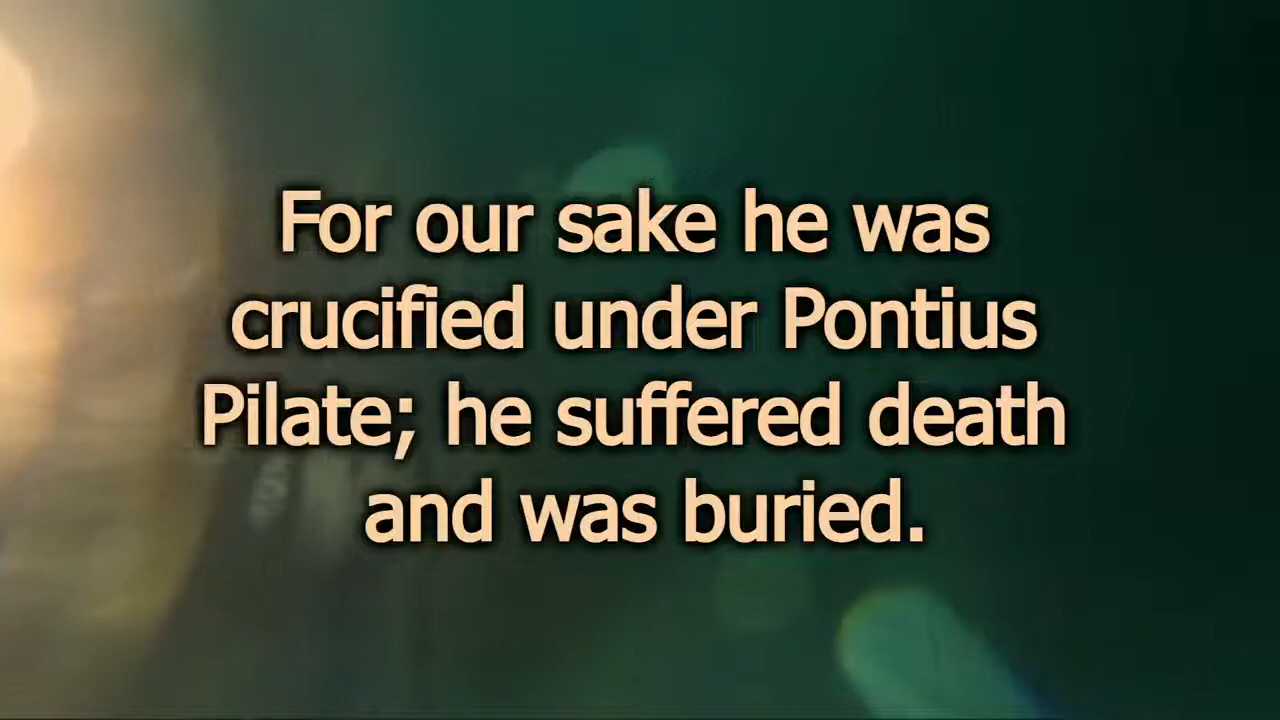 For our sake he was
crucified under Pontius
Pilate; he suffered death
and was buried.